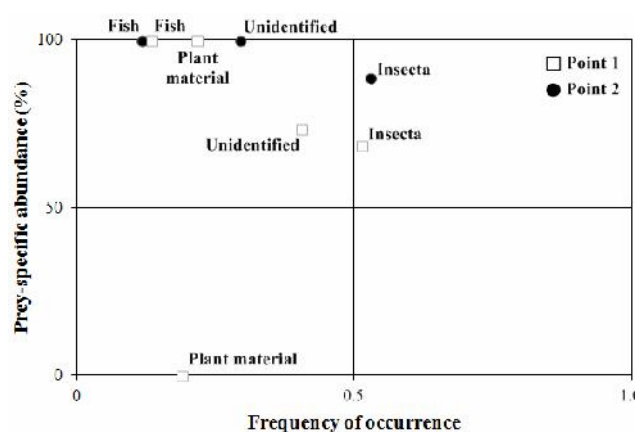 Fish Fish Unidentified
100
Plant
material
Insecta
Point 1
Point 2
Unidentified
Insecta
Prey-specific abundance (%)
50
Plant material
0
0 0.5 1.0
Frequency of occurrence